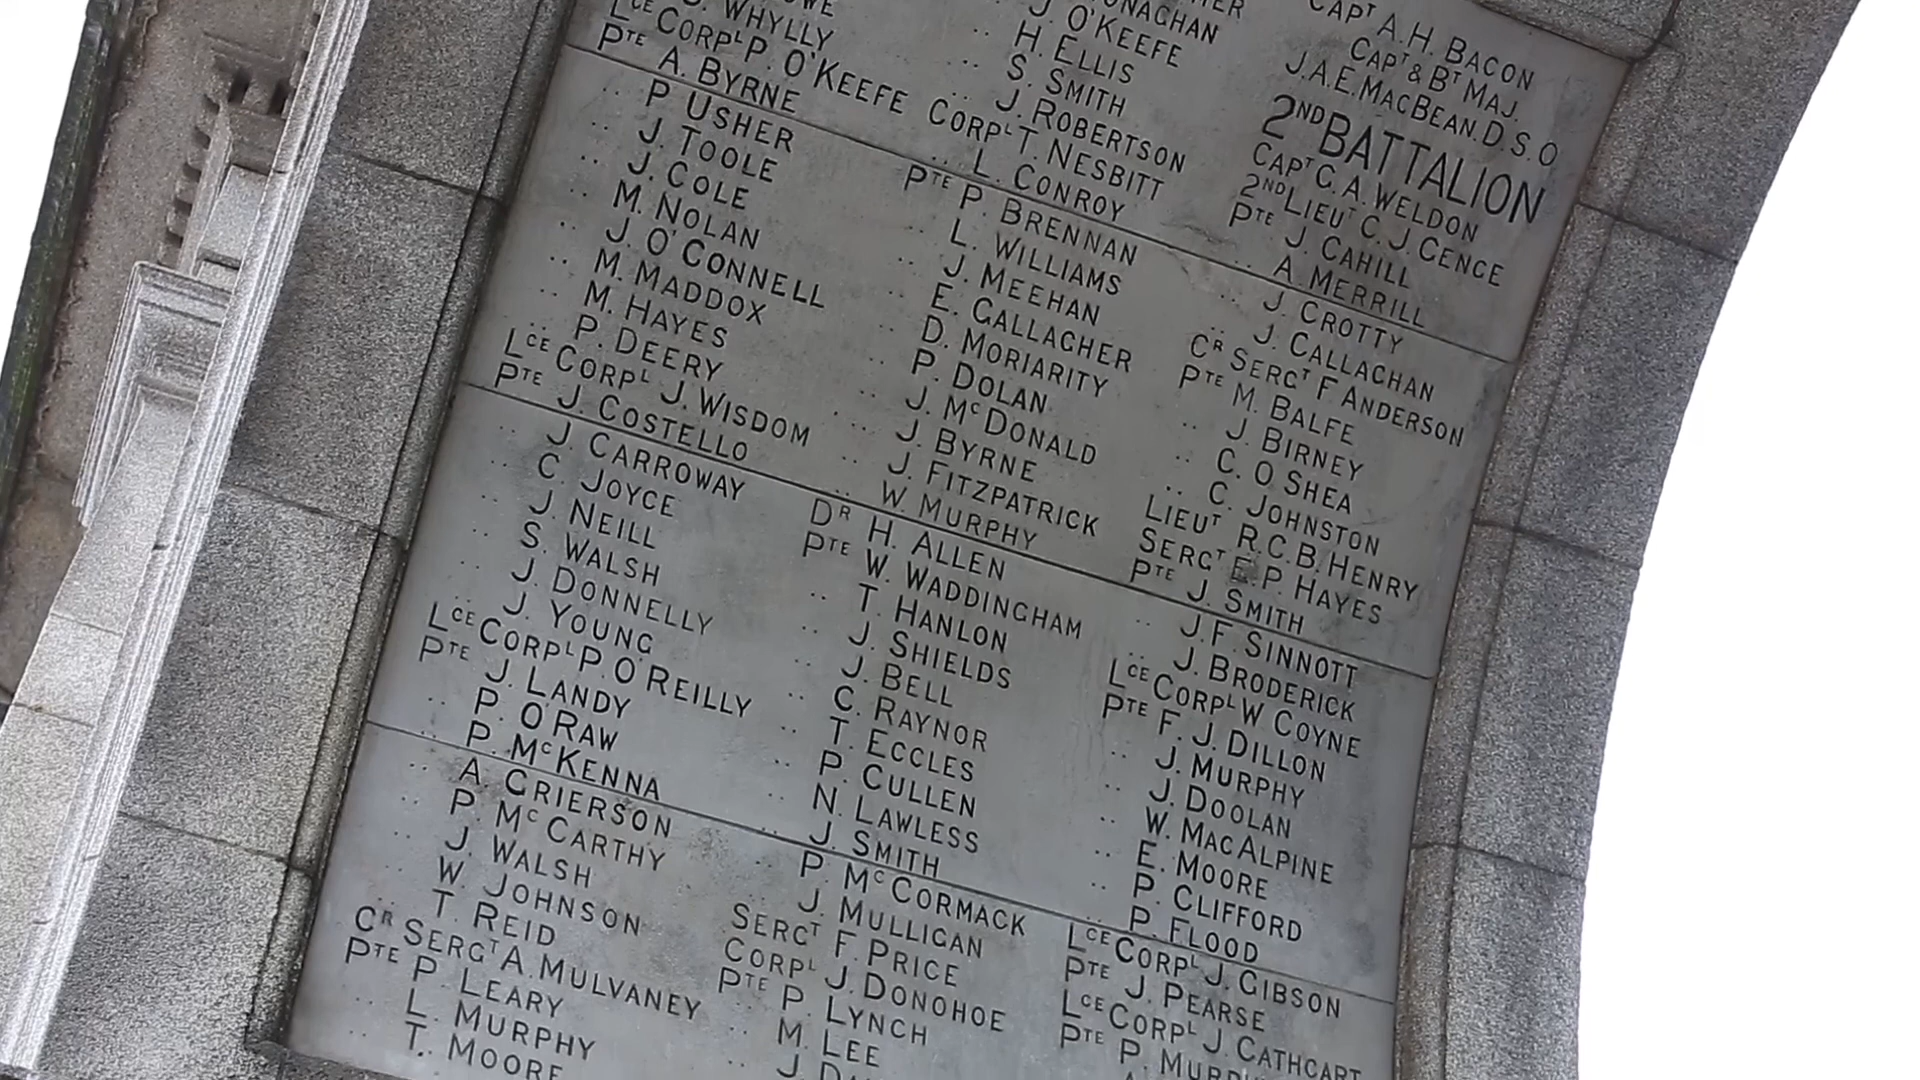 WHYLLY
LCE CORPL P. O'KEEFE
PTE A. BYRNE
.. P. USHER
.. J. TOOLE
.. J. COLE
.. M. NOLAN
.. J. O'CONNELL
.. M. MADDOX
.. M. HAYES
.. P. DEERY
LCE CORPL J. WISDOM
PTE J. COSTELLO
.. J. CARROWAY
.. C. JOYCE
.. J. NEILL
.. S. WALSH
.. J. DONNELLY
.. J. YOUNG
LCE CORPL P. O'REILLY
PTE J. LANDY
.. P. O'RAW
.. P. MCKENNA
.. A. GRIERSON
.. P. MCCARTHY
.. J. WALSH
.. W. JOHNSON
.. T. REID
CR SERGT A. MULVANEY
PTE P. LEARY
.. L. MURPHY
.. T. MOORE
J. O'KEEFE
.. H. ELLIS
.. S. SMITH
.. J. ROBERTSON
CORPL T. NESBITT
.. L. CONROY
PTE P. BRENNAN
.. L. WILLIAMS
.. J. MEEHAN
.. E. GALLAGHER
.. D. MORIARITY
.. P. DOLAN
.. J. MCDONALD
.. J. BYRNE
.. J. FITZPATRICK
.. W. MURPHY
DR H. ALLEN
PTE W. WADDINGHAM
.. T. HANLON
.. J. SHIELDS
.. J. BELL
.. C. RAYNOR
.. T. ECCLES
.. P. CULLEN
.. N. LAWLESS
.. J. SMITH
.. P. MCCORMACK
.. J. MULLIGAN
SERGT F. PRICE
CORPL J. DONOHOE
PTE P. LYNCH
.. M. LEE
.. J.
CAPT A. H. BACON
CAPT & BT MAJ.
J. A. E. MACBEAN. D. S. O
2ND BATTALION
CAPT G. A. WELDON
2ND LIEUT C. J. GENGE
PTE J. CAHILL
.. A. MERRILL
.. J. CROTTY
.. J. CALLAGHAN
CR SERGT F ANDERSON
PTE M. BALFE
.. J. BIRNEY
.. C. O SHEA
.. C. JOHNSTON
LIEUT R. C. B. HENRY
SERGT E. P. HAYES
PTE J. SMITH
.. J. F. SINNOTT
.. J. BRODERICK
LCE CORPL W COYNE
PTE F. J. DILLON
.. J. MURPHY
.. J. DOOLAN
.. W. MACALPINE
.. E. MOORE
.. P. CLIFFORD
.. P. FLOOD
LCE CORPL J. GIBSON
PTE J. PEARSE
LCE CORPL J. CATHCART
PTE P.